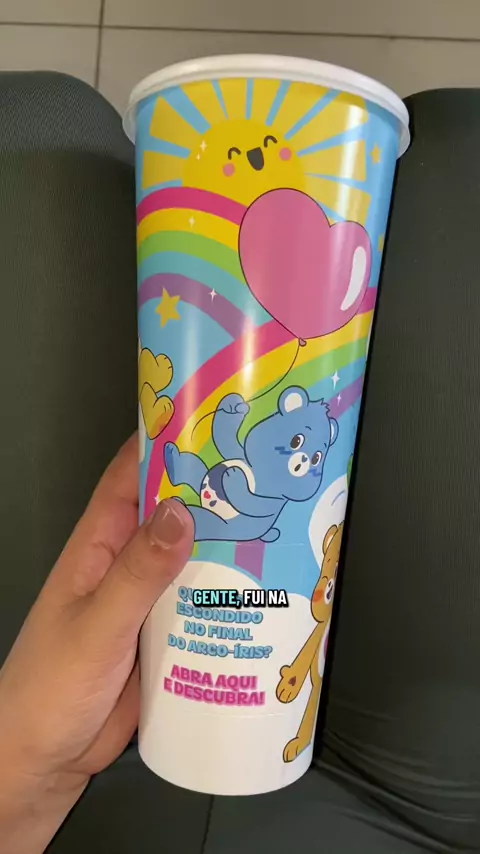 GENTE, FUI NA
ESCONDIDO
NO FINAL
DO ARCO-ÍRIS?
ABRA AQUI
E DESCUBRA!